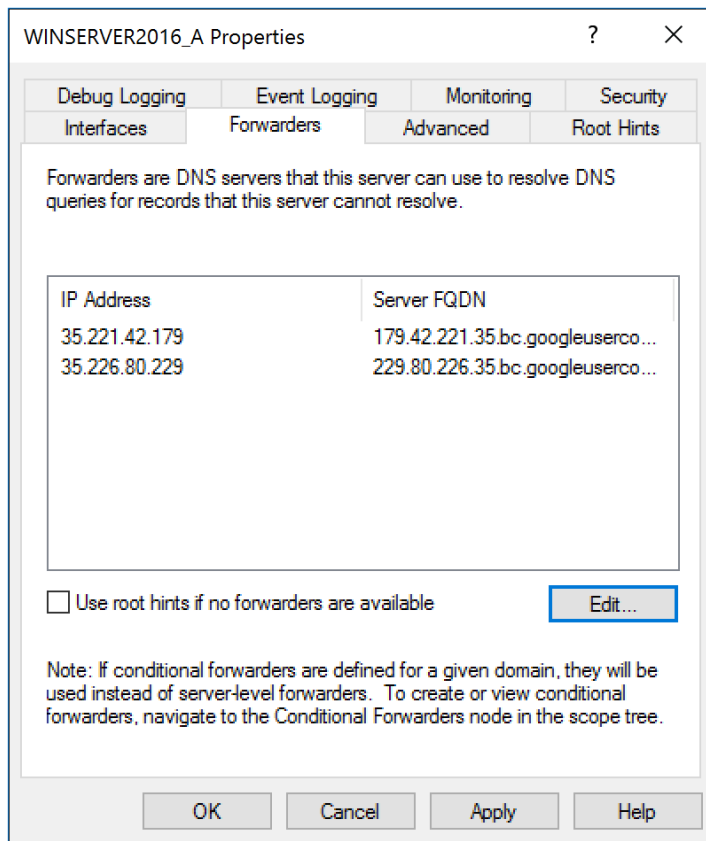 WINSERVER2016_A Properties
?
Debug Logging
Event Logging
Monitoring
Security
Interfaces
Forwarders
Advanced
Root Hints
Forwarders are DNS servers that this server can use to resolve DNS
queries for records that this server cannot resolve.
IP Address
Server FQDN
35.221.42.179
179.42.221.35.bc.googleuserco...
35.226.80.229
229.80.226.35.bc.googleuserco...
Use root hints if no forwarders are available
Edit...
Note: If conditional forwarders are defined for a given domain, they will be
used instead of server-level forwarders. To create or view conditional
forwarders, navigate to the Conditional Forwarders node in the scope tree.
OK
Cancel
Apply
Help